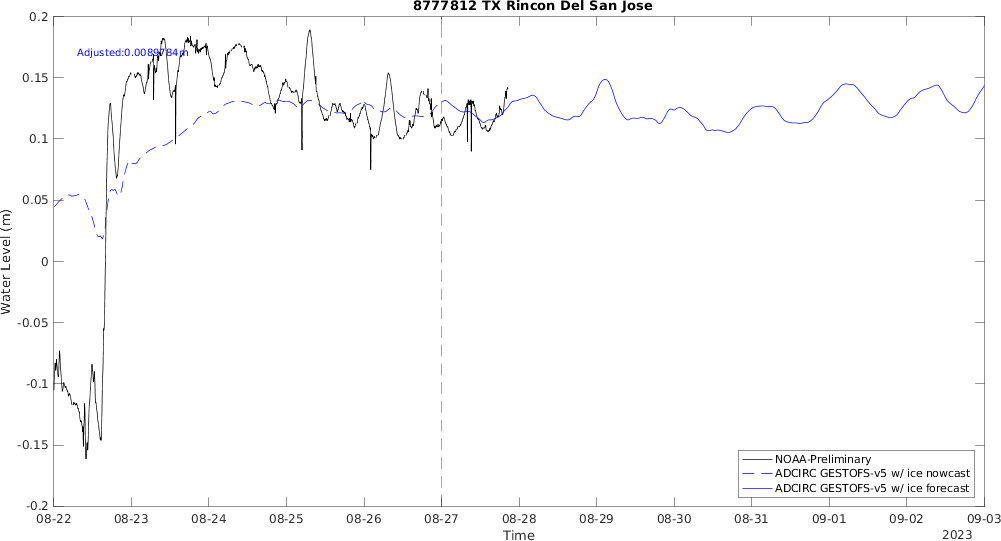 8777812 TX Rincon Del San Jose
Adjusted:0.0089784m
Water Level (m)
0.2
0.15
0.1
0.05
0
-0.05
-0.1
-0.15
-0.2
NOAA-Preliminary
ADCIRC GESTOFS-v5 w/ ice nowcast
ADCIRC GESTOFS-v5 w/ ice forecast
08-22 08-23 08-24 08-25 08-26 08-27 08-28 08-29 08-30 08-31 09-01 09-02 09-03
Time
2023